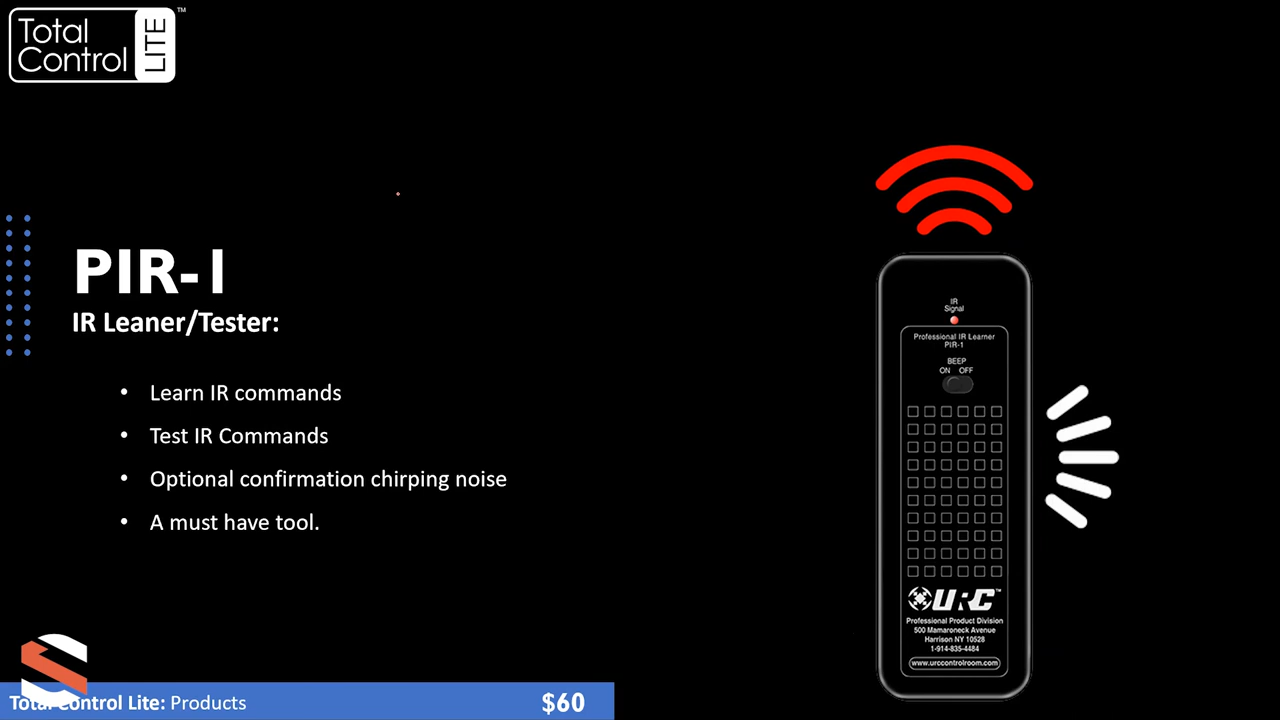 Total
Control
LITE
™
PIR-1
IR Leaner/Tester:
• Learn IR commands
• Test IR Commands
• Optional confirmation chirping noise
• A must have tool.
Total Control Lite: Products
$60
IR
Signal
Professional IR Learner
PIR-1
BEEP
ON OFF
URC™
Professional Product Division
500 Mamaroneck Avenue
Harrison NY 10528
1-914-835-4484
www.urccontrolroom.com